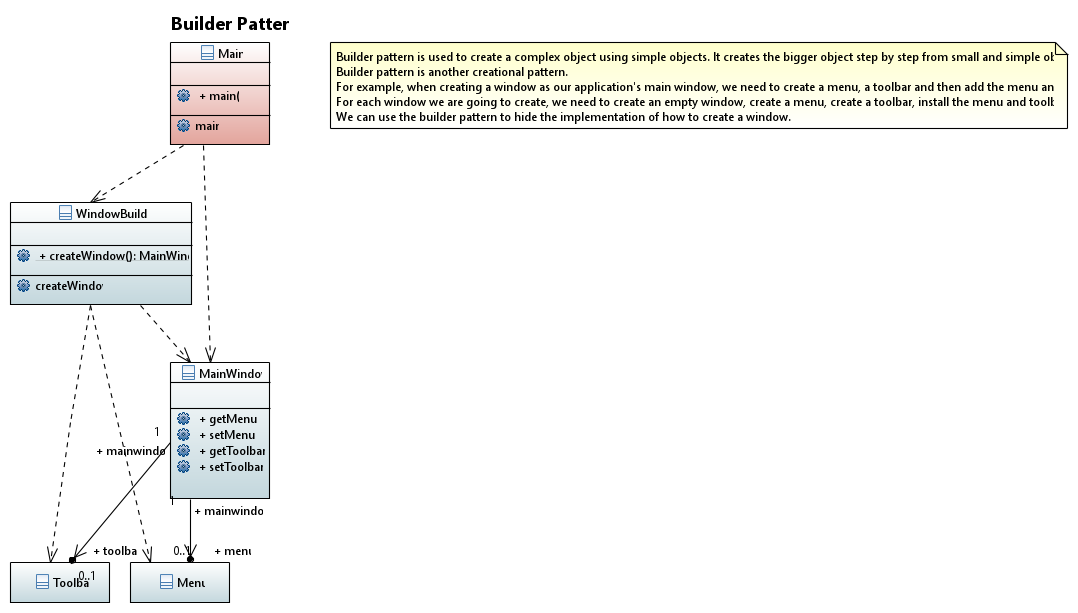 Builder Patter
Mair
+ main(
mair
Builder pattern is used to create a complex object using simple objects. It creates the bigger object step by step from small and simple ot
Builder pattern is another creational pattern.
For example, when creating a window as our application's main window, we need to create a menu, a toolbar and then add the menu an
For each window we are going to create, we need to create an empty window, create a menu, create a toolbar, install the menu and toolt
We can use the builder pattern to hide the implementation of how to create a window.
WindowBuild
+ createWindow(): MainWin
createWindo
MainWindo
+ getMenu
+ setMenu
+ getToolbar
+ setToolbar
1
+ mainwindo
1
+ mainwindo
+ toolba
0..1
+ menu
0..1
Toolba
Menu